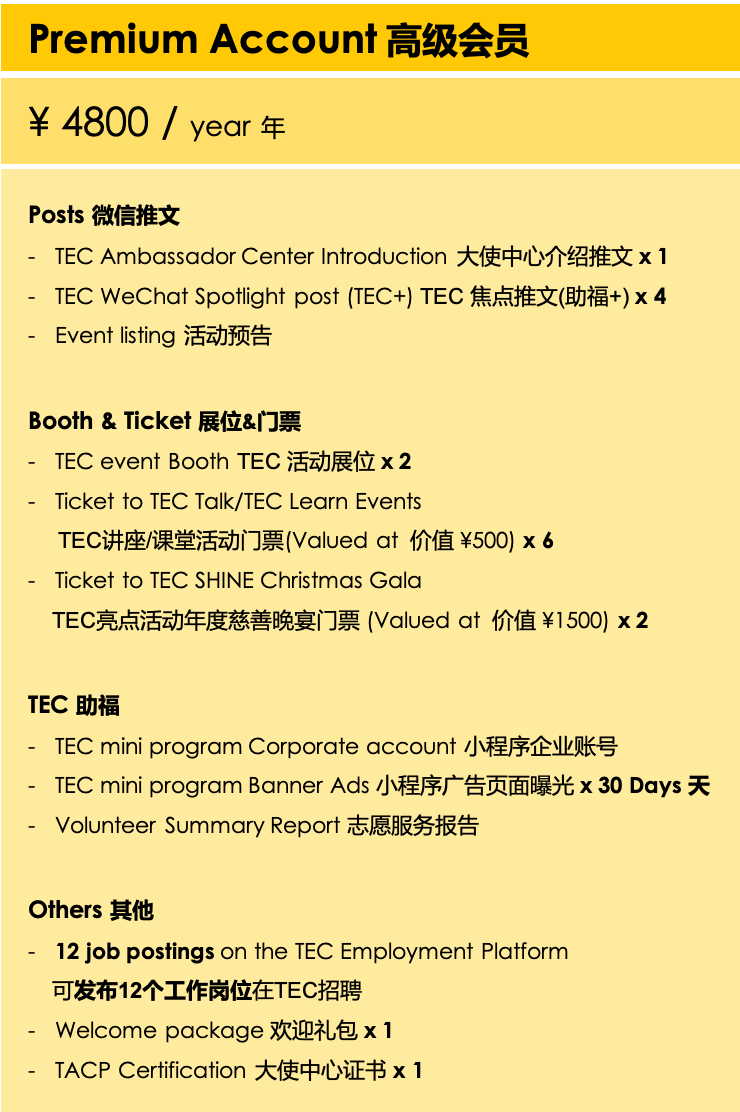 Premium Account 高级会员
¥ 4800 / year 年
Posts 微信推文
- TEC Ambassador Center Introduction 大使中心介绍推文 x 1
- TEC WeChat Spotlight post (TEC+) TEC 焦点推文(助福+) x 4
- Event listing 活动预告
Booth & Ticket 展位&门票
- TEC event Booth TEC 活动展位 x 2
- Ticket to TEC Talk/TEC Learn Events
TEC讲座/课堂活动门票(Valued at 价值 ¥500) x 6
- Ticket to TEC SHINE Christmas Gala
TEC亮点活动年度慈善晚宴门票 (Valued at 价值 ¥1500) x 2
TEC 助福
- TEC mini program Corporate account 小程序企业账号
- TEC mini program Banner Ads 小程序广告页面曝光 x 30 Days 天
- Volunteer Summary Report 志愿服务报告
Others 其他
- 12 job postings on the TEC Employment Platform
可发布12个工作岗位在TEC招聘
- Welcome package 欢迎礼包 x 1
- TACP Certification 大使中心证书 x 1